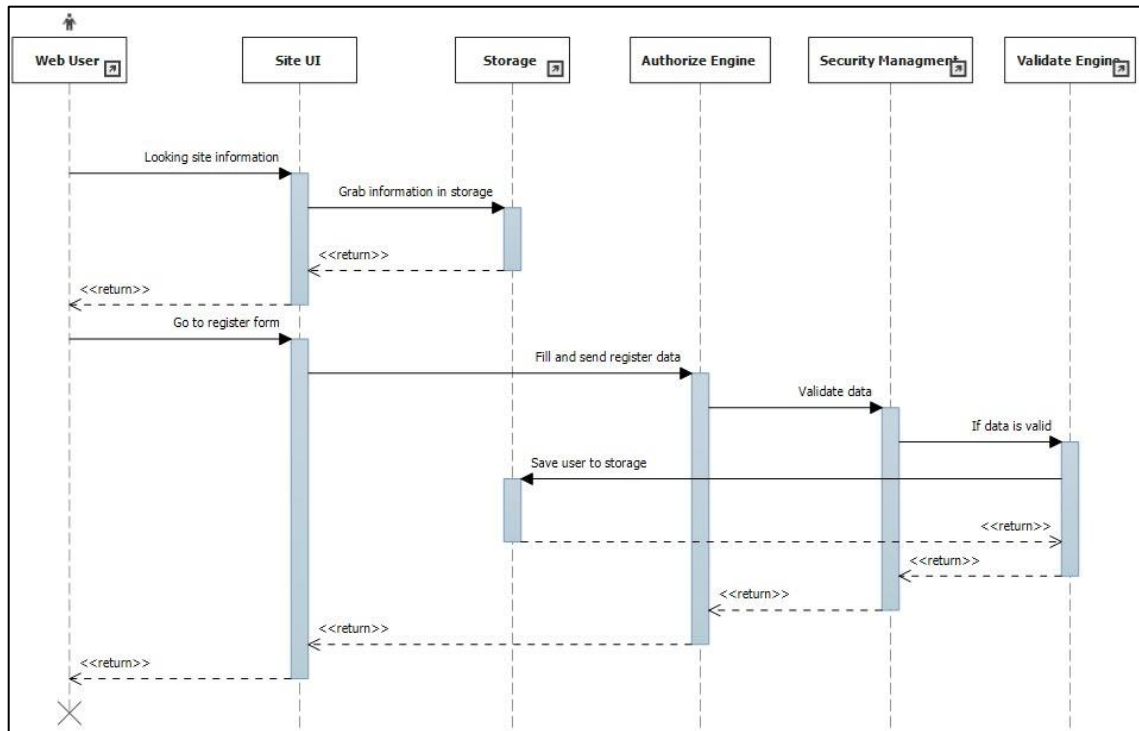 Web User
Site UI
Storage
Authorize Engine
Security Managment
Validate Engine
Looking site information
Grab information in storage
<<return>>
<<return>>
Go to register form
Fill and send register data
Validate data
If data is valid
Save user to storage
<<return>>
<<return>>
<<return>>
<<return>>
<<return>>